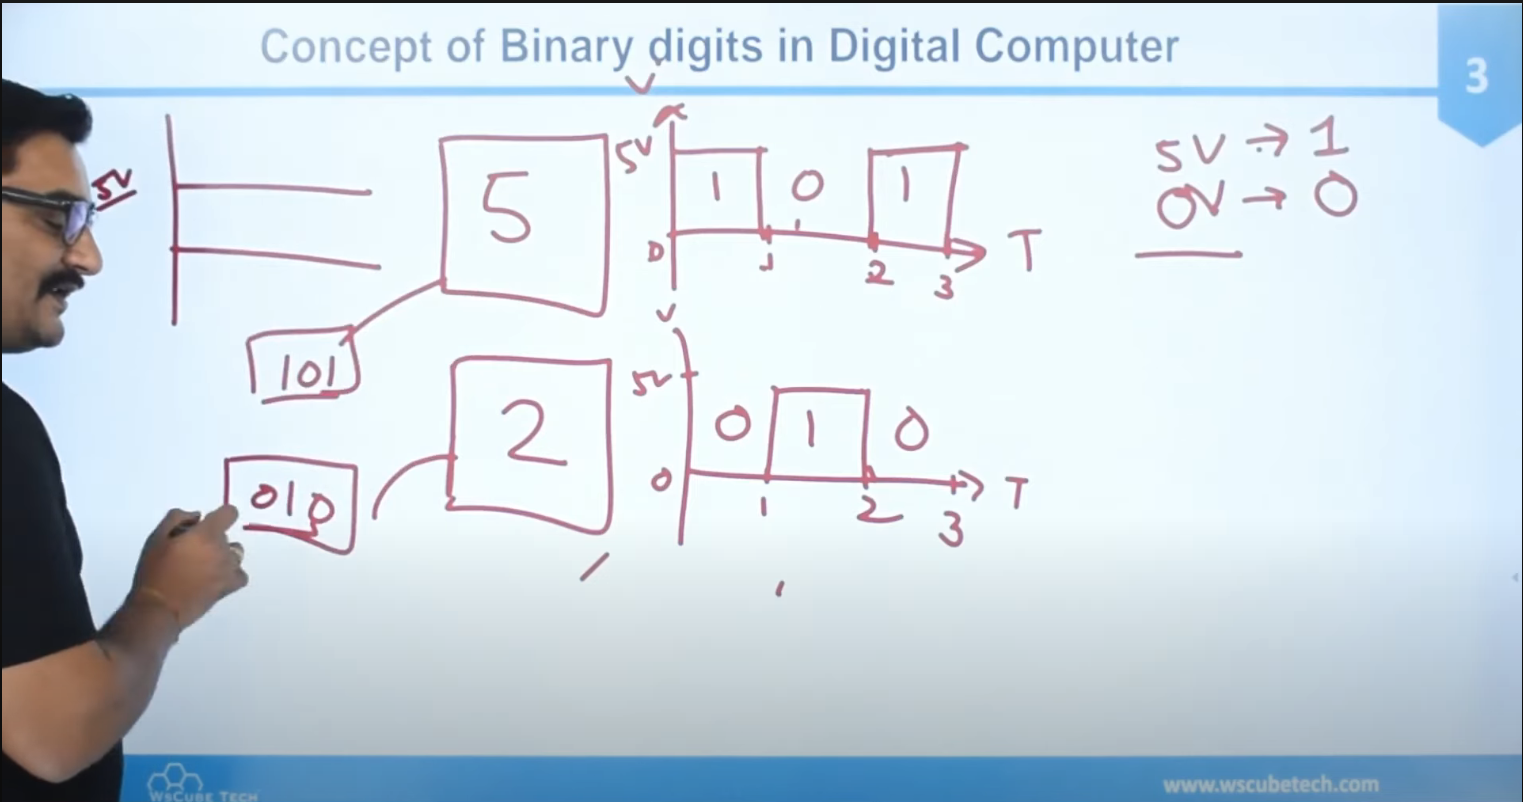 Concept of Binary digits in Digital Computer
3
V
5V
5
5V
1 0 1
0
1 2 3
T
5V → 1
0V → 0
101
V
2
5V
0 1 0
0
1 2 3
T
010
WSCUBE TECH
www.wscubetech.com